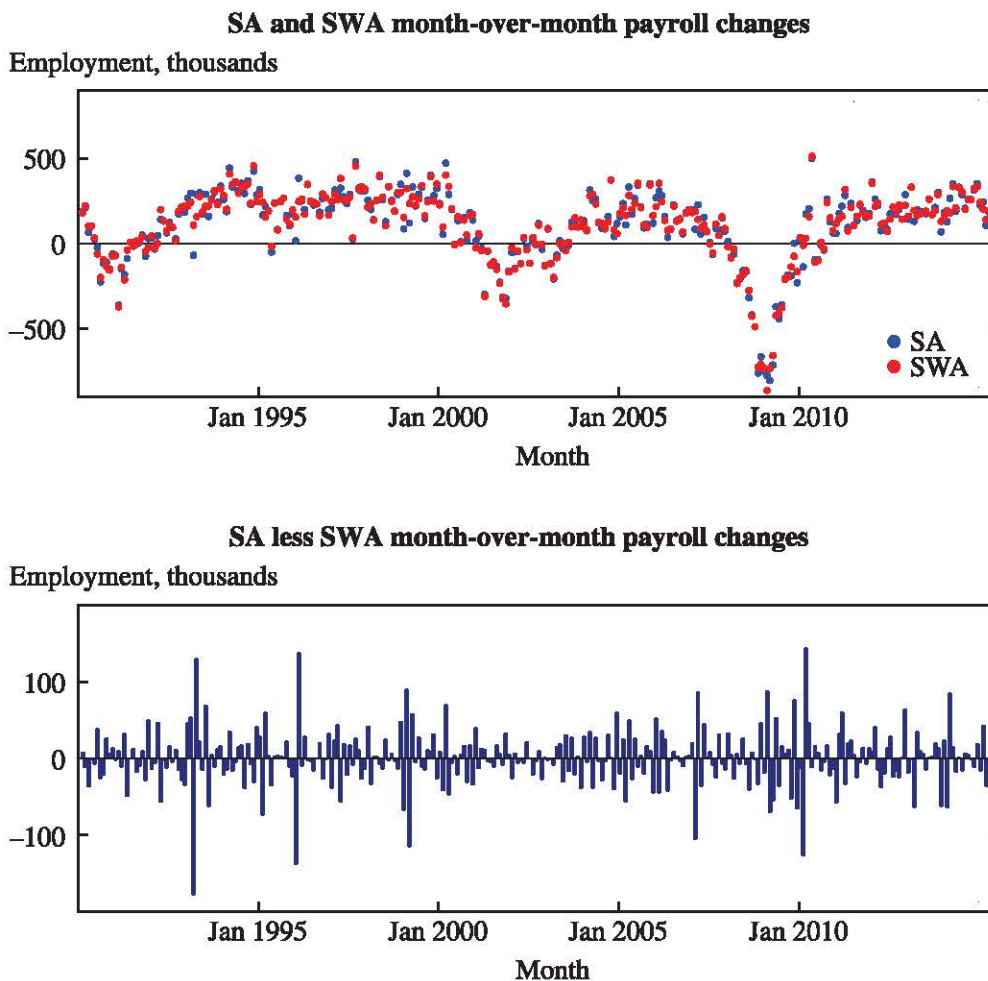 SA and SWA month-over-month payroll changes
Employment, thousands
500
0
–500
SA
SWA
Jan 1995 Jan 2000 Jan 2005 Jan 2010
Month
SA less SWA month-over-month payroll changes
Employment, thousands
100
0
–100
Jan 1995 Jan 2000 Jan 2005 Jan 2010
Month